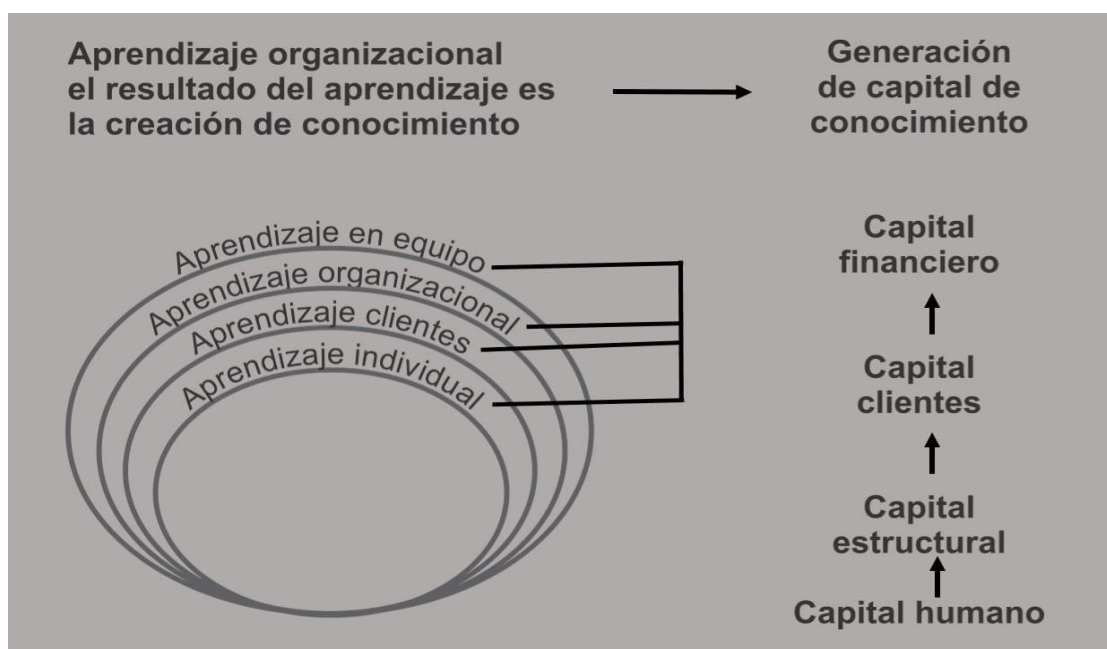 Aprendizaje organizacional
el resultado del aprendizaje es
la creación de conocimiento
Generación
de capital de
conocimiento
Aprendizaje en equipo
Aprendizaje organizacional
Aprendizaje clientes
Aprendizaje individual
Capital
financiero
Capital
clientes
Capital
estructural
Capital humano